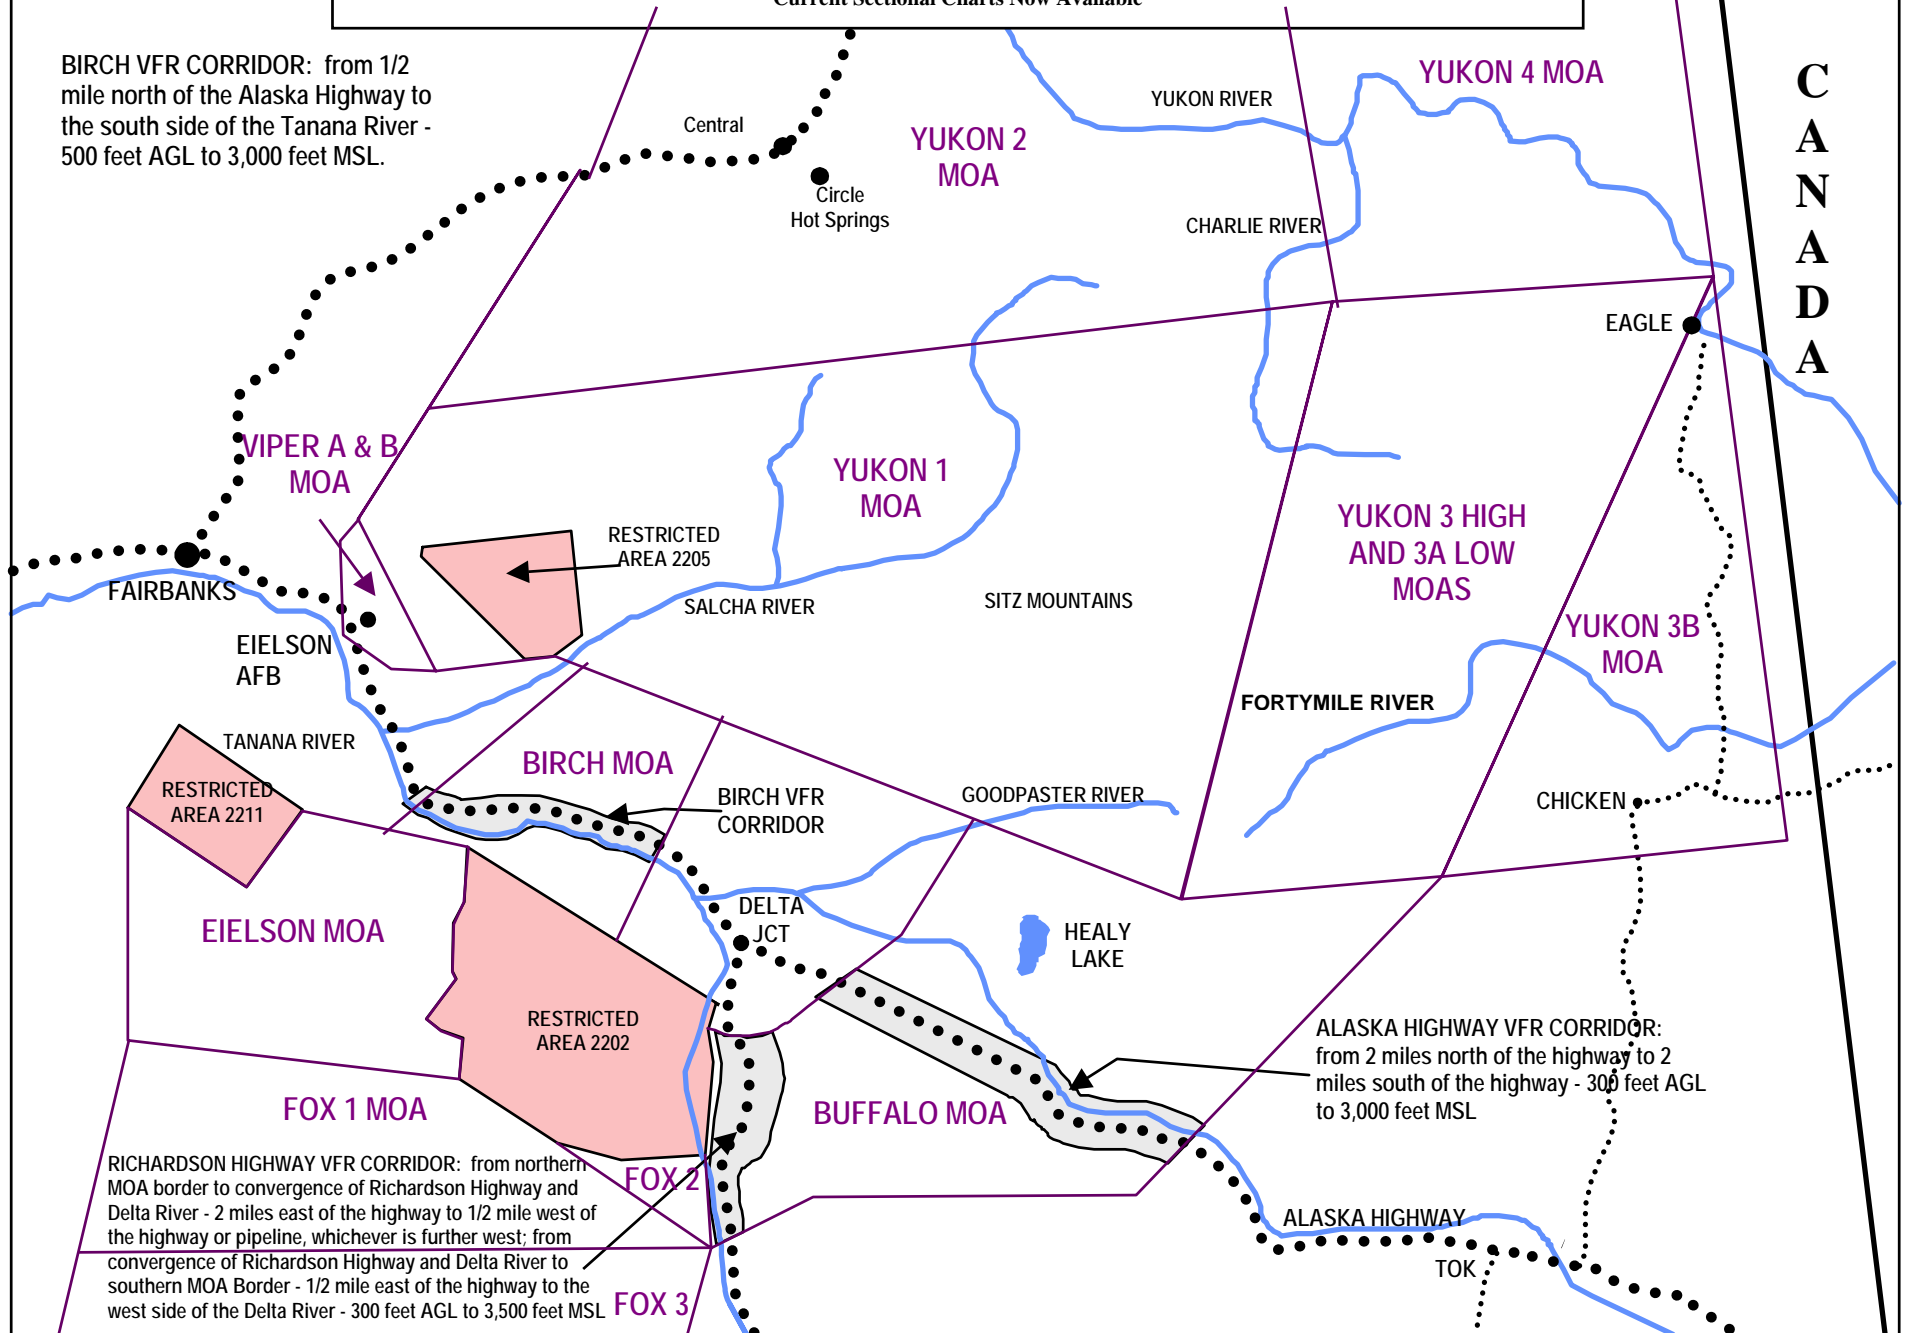 Current Sectional Charts Now Available
BIRCH VFR CORRIDOR: from 1/2
mile north of the Alaska Highway to
the south side of the Tanana River -
500 feet AGL to 3,000 feet MSL.
YUKON 4 MOA
YUKON RIVER
Central
YUKON 2
MOA
Circle
Hot Springs
CHARLIE RIVER
C
A
N
A
D
A
EAGLE
VIPER A & B
MOA
YUKON 1
MOA
RESTRICTED
AREA 2205
YUKON 3 HIGH
AND 3A LOW
MOAS
FAIRBANKS
SALCHA RIVER
SITZ MOUNTAINS
EIELSON
AFB
YUKON 3B
MOA
FORTYMILE RIVER
TANANA RIVER
RESTRICTED
AREA 2211
BIRCH MOA
BIRCH VFR
CORRIDOR
GOODPASTER RIVER
CHICKEN
EIELSON MOA
DELTA
JCT
HEALY
LAKE
RESTRICTED
AREA 2202
ALASKA HIGHWAY VFR CORRIDOR:
from 2 miles north of the highway to 2
miles south of the highway - 300 feet AGL
to 3,000 feet MSL
FOX 1 MOA
BUFFALO MOA
RICHARDSON HIGHWAY VFR CORRIDOR: from northern
MOA border to convergence of Richardson Highway and
Delta River - 2 miles east of the highway to 1/2 mile west of
the highway or pipeline, whichever is further west; from
convergence of Richardson Highway and Delta River to
southern MOA Border - 1/2 mile east of the highway to the
west side of the Delta River - 300 feet AGL to 3,500 feet MSL
FOX 2
ALASKA HIGHWAY
TOK
FOX 3